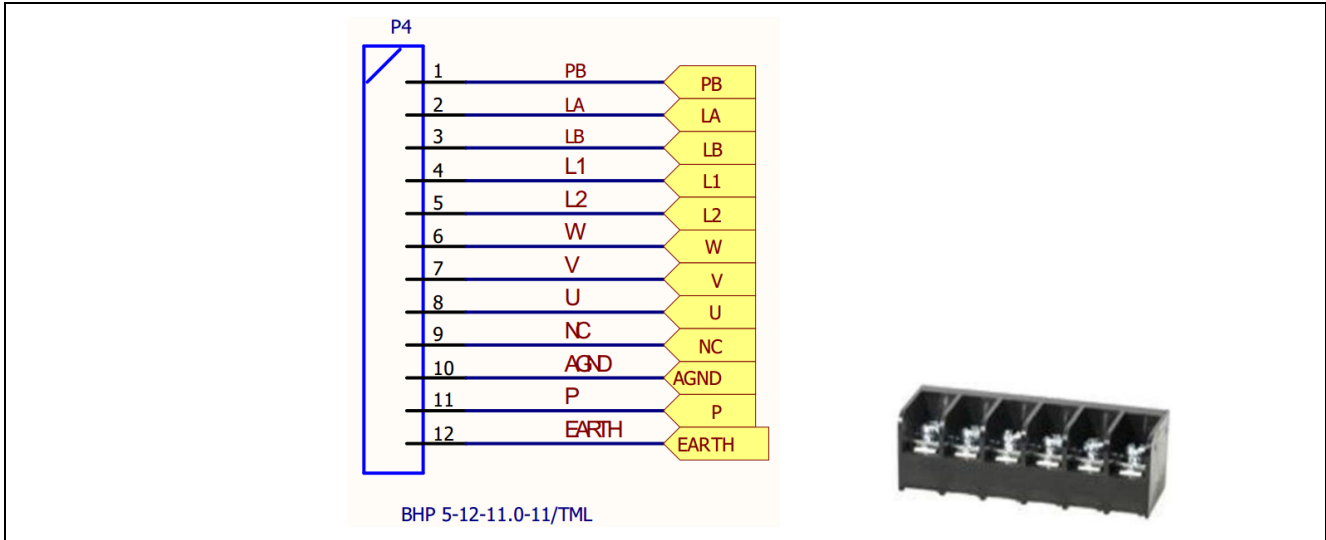 P4
1 PB PB
2 LA LA
3 LB LB
4 L1 L1
5 L2 L2
6 W W
7 V V
8 U U
9 NC NC
10 AGND AGND
11 P P
12 EARTH EARTH
BHP 5-12-11.0-11/TML